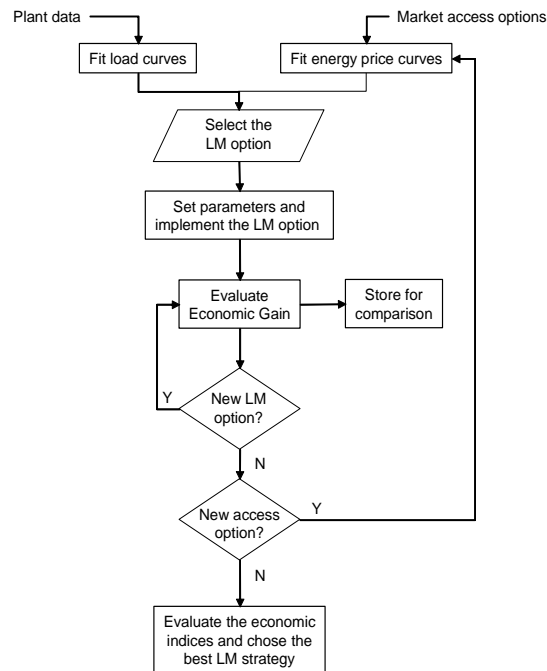 Plant data
Market access options
Fit load curves
Fit energy price curves
Select the
LM option
Set parameters and
implement the LM option
Evaluate
Economic Gain
Store for
comparison
Y
New LM
option?
N
New access
option?
Y
N
Evaluate the economic
indices and chose the
best LM strategy